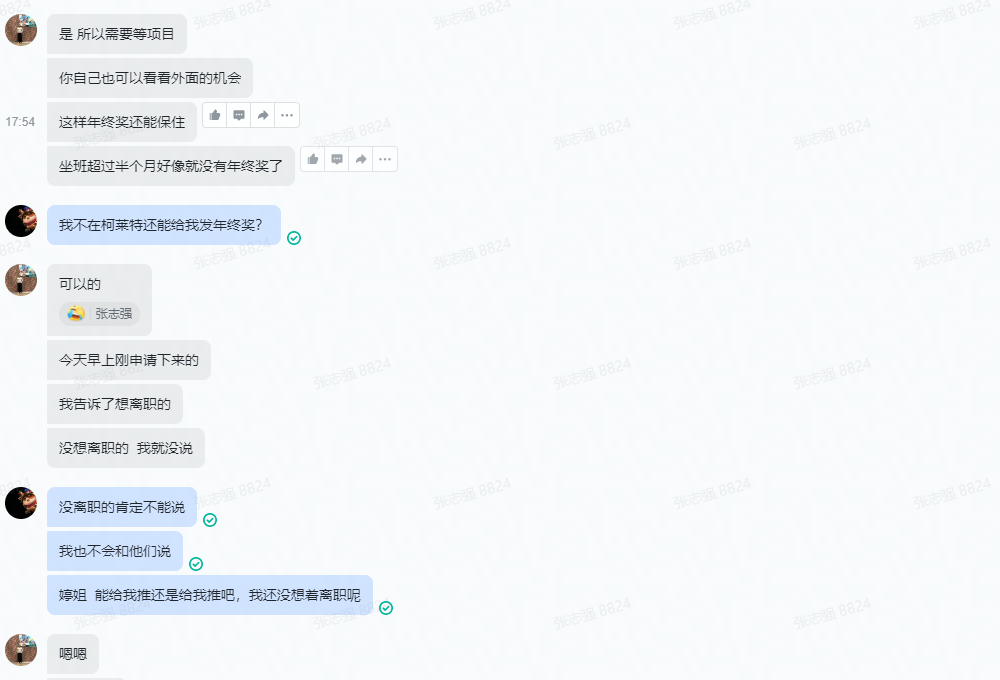 是 所以需要等项目
你自己也可以看看外面的机会
17:54
这样年终奖还能保住
坐班超过半个月好像就没有年终奖了
我不在柯莱特还能给我发年终奖？
可以的
张志强
今天早上刚申请下来的
我告诉了想离职的
没想离职的 我就没说
没离职的肯定不能说
我也不会和他们说
婷姐 能给我推还是给我推吧，我还没想着离职呢
嗯嗯
张志强 8824